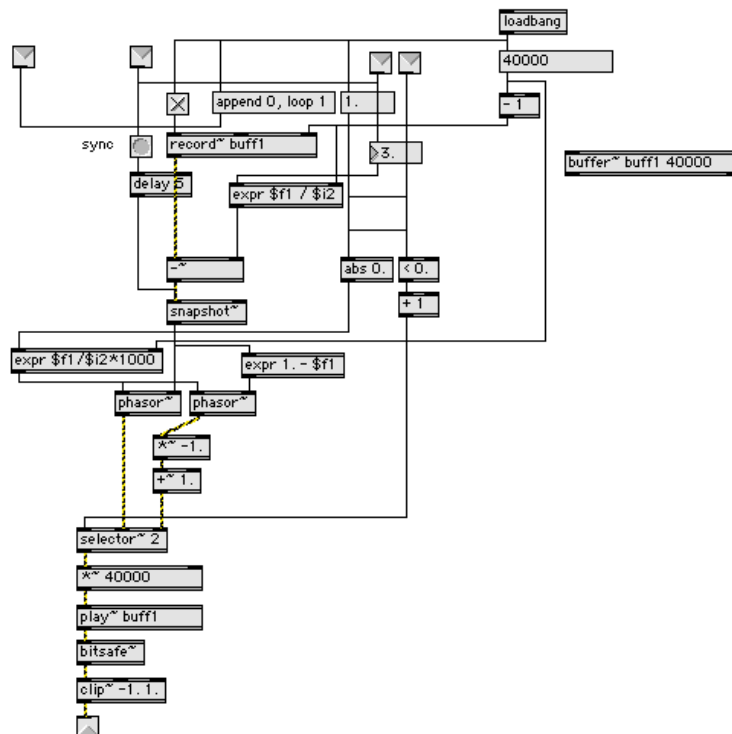 loadbang
40000
append 0, loop 1
1.
- 1
sync
record~ buff1
3.
buffer~ buff1 40000
delay 5
expr $f1 / $i2
-~
abs 0.
< 0.
snapshot~
+ 1
expr $f1/$i2*1000
expr 1. - $f1
phasor~
phasor~
*~ -1.
+~ 1.
selector~ 2
*~ 40000
play~ buff1
bitsafe~
clip~ -1. 1.